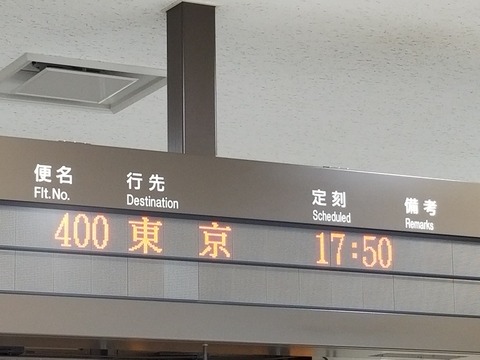 便名 行先 定刻 備考
Flt.No. Destination Scheduled Remarks
400 東京 17:50